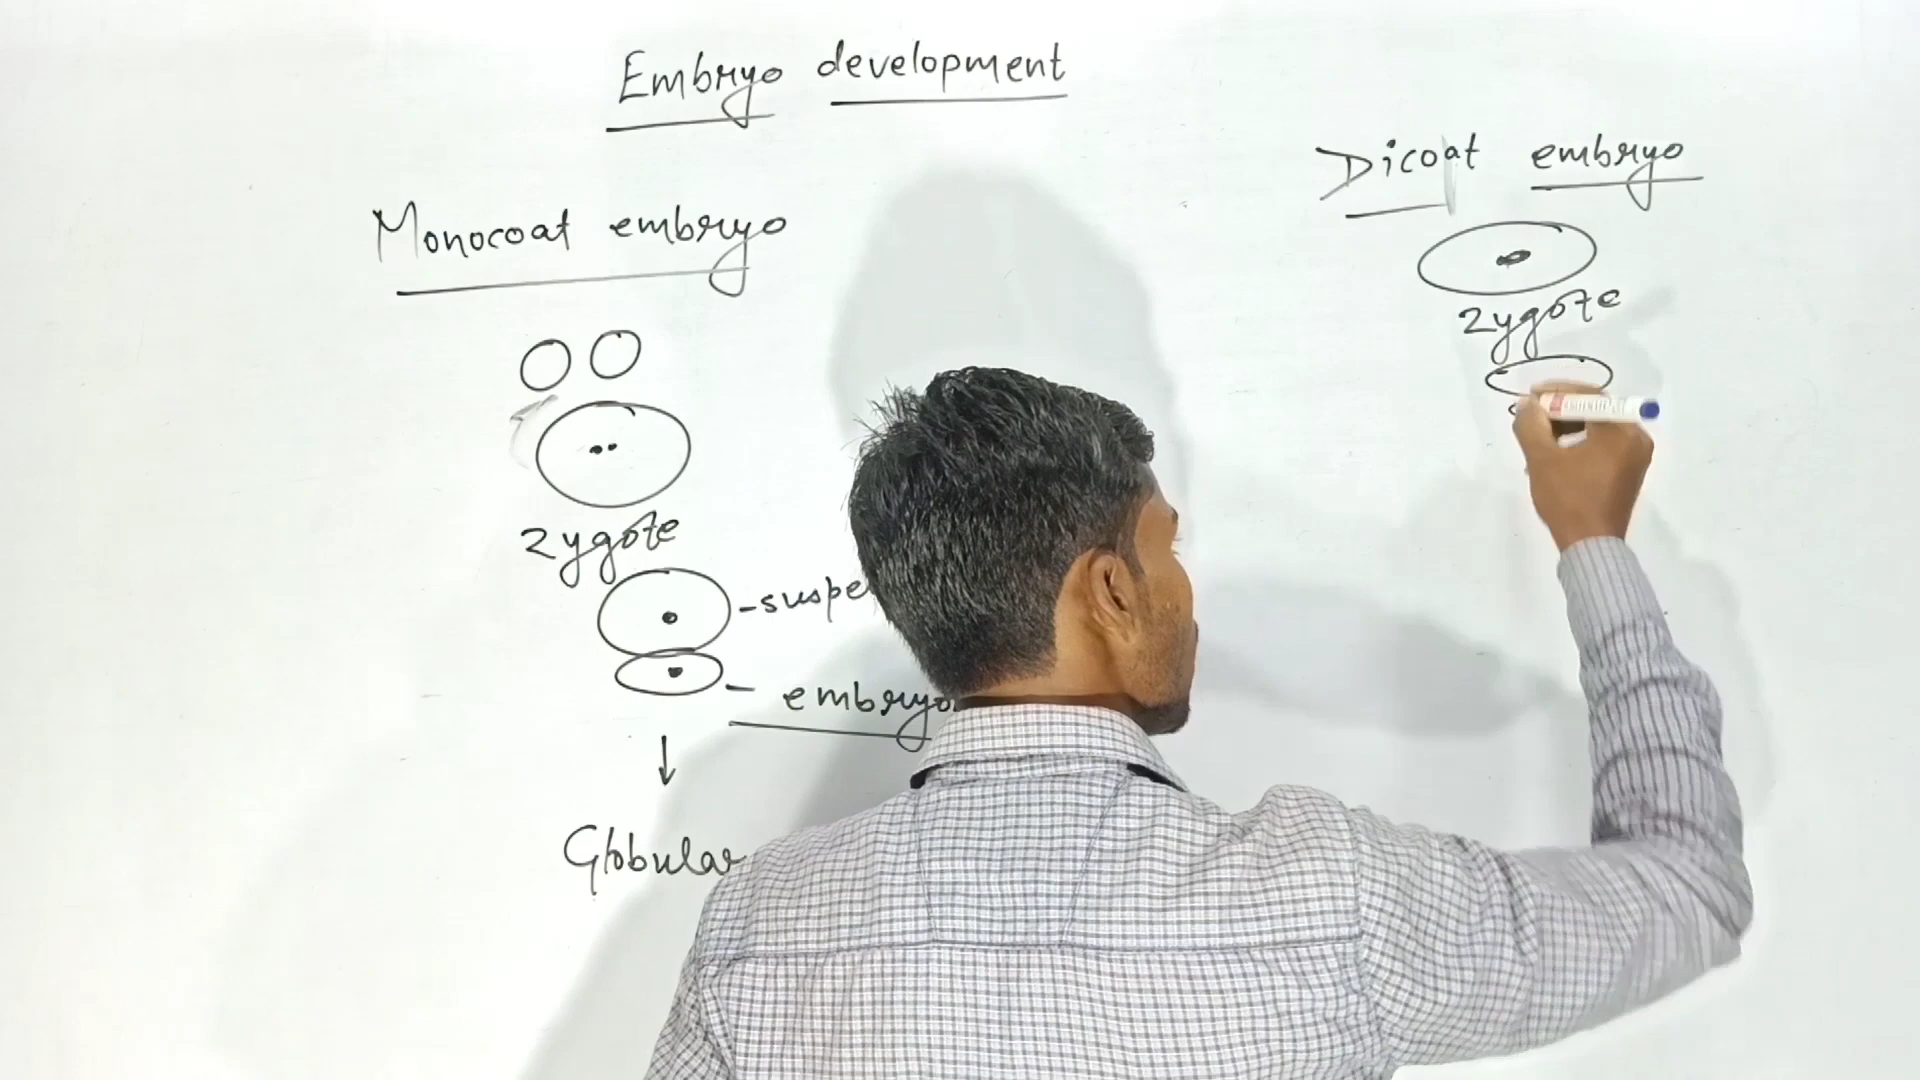 Embryo development
Dicoat embryo
Monocoat embryo
Zygote
Zygote
-suspe
- embryo
Globular